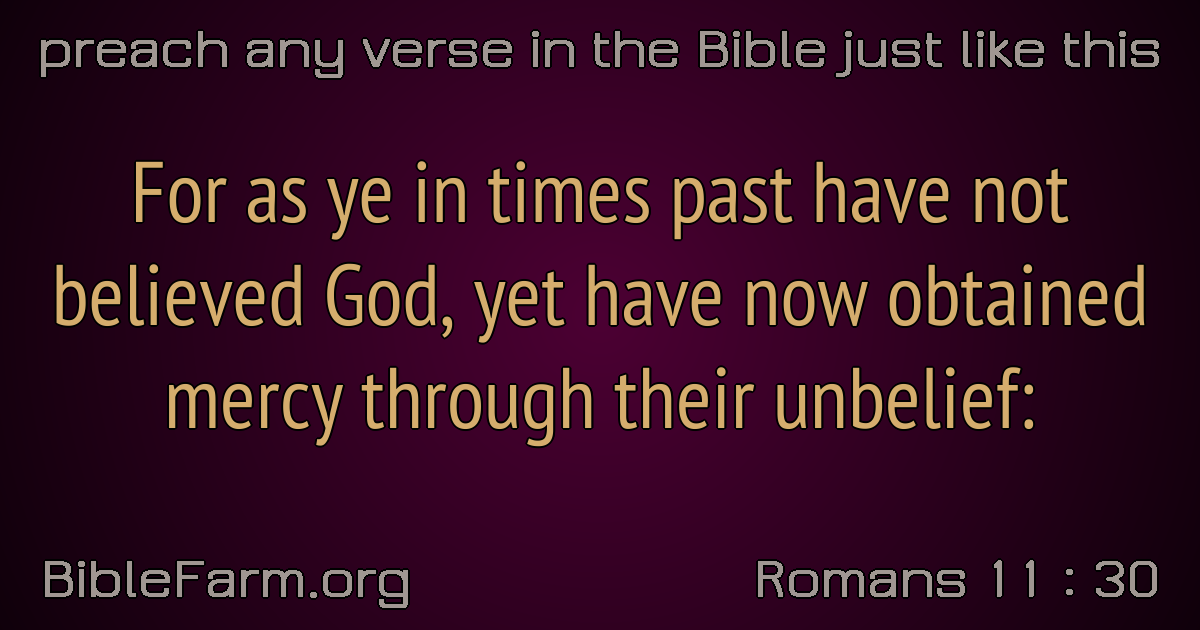 preach any verse in the Bible just like this
For as ye in times past have not
believed God, yet have now obtained
mercy through their unbelief:
BibleFarm.org
Romans 11 : 30